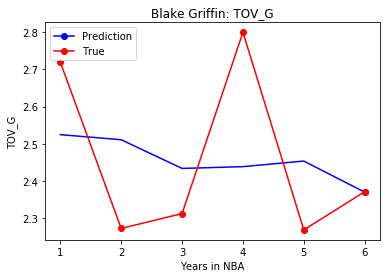 Blake Griffin: TOV_G
Prediction
True
TOV_G
2.8
2.7
2.6
2.5
2.4
2.3
1 2 3 4 5 6
Years in NBA